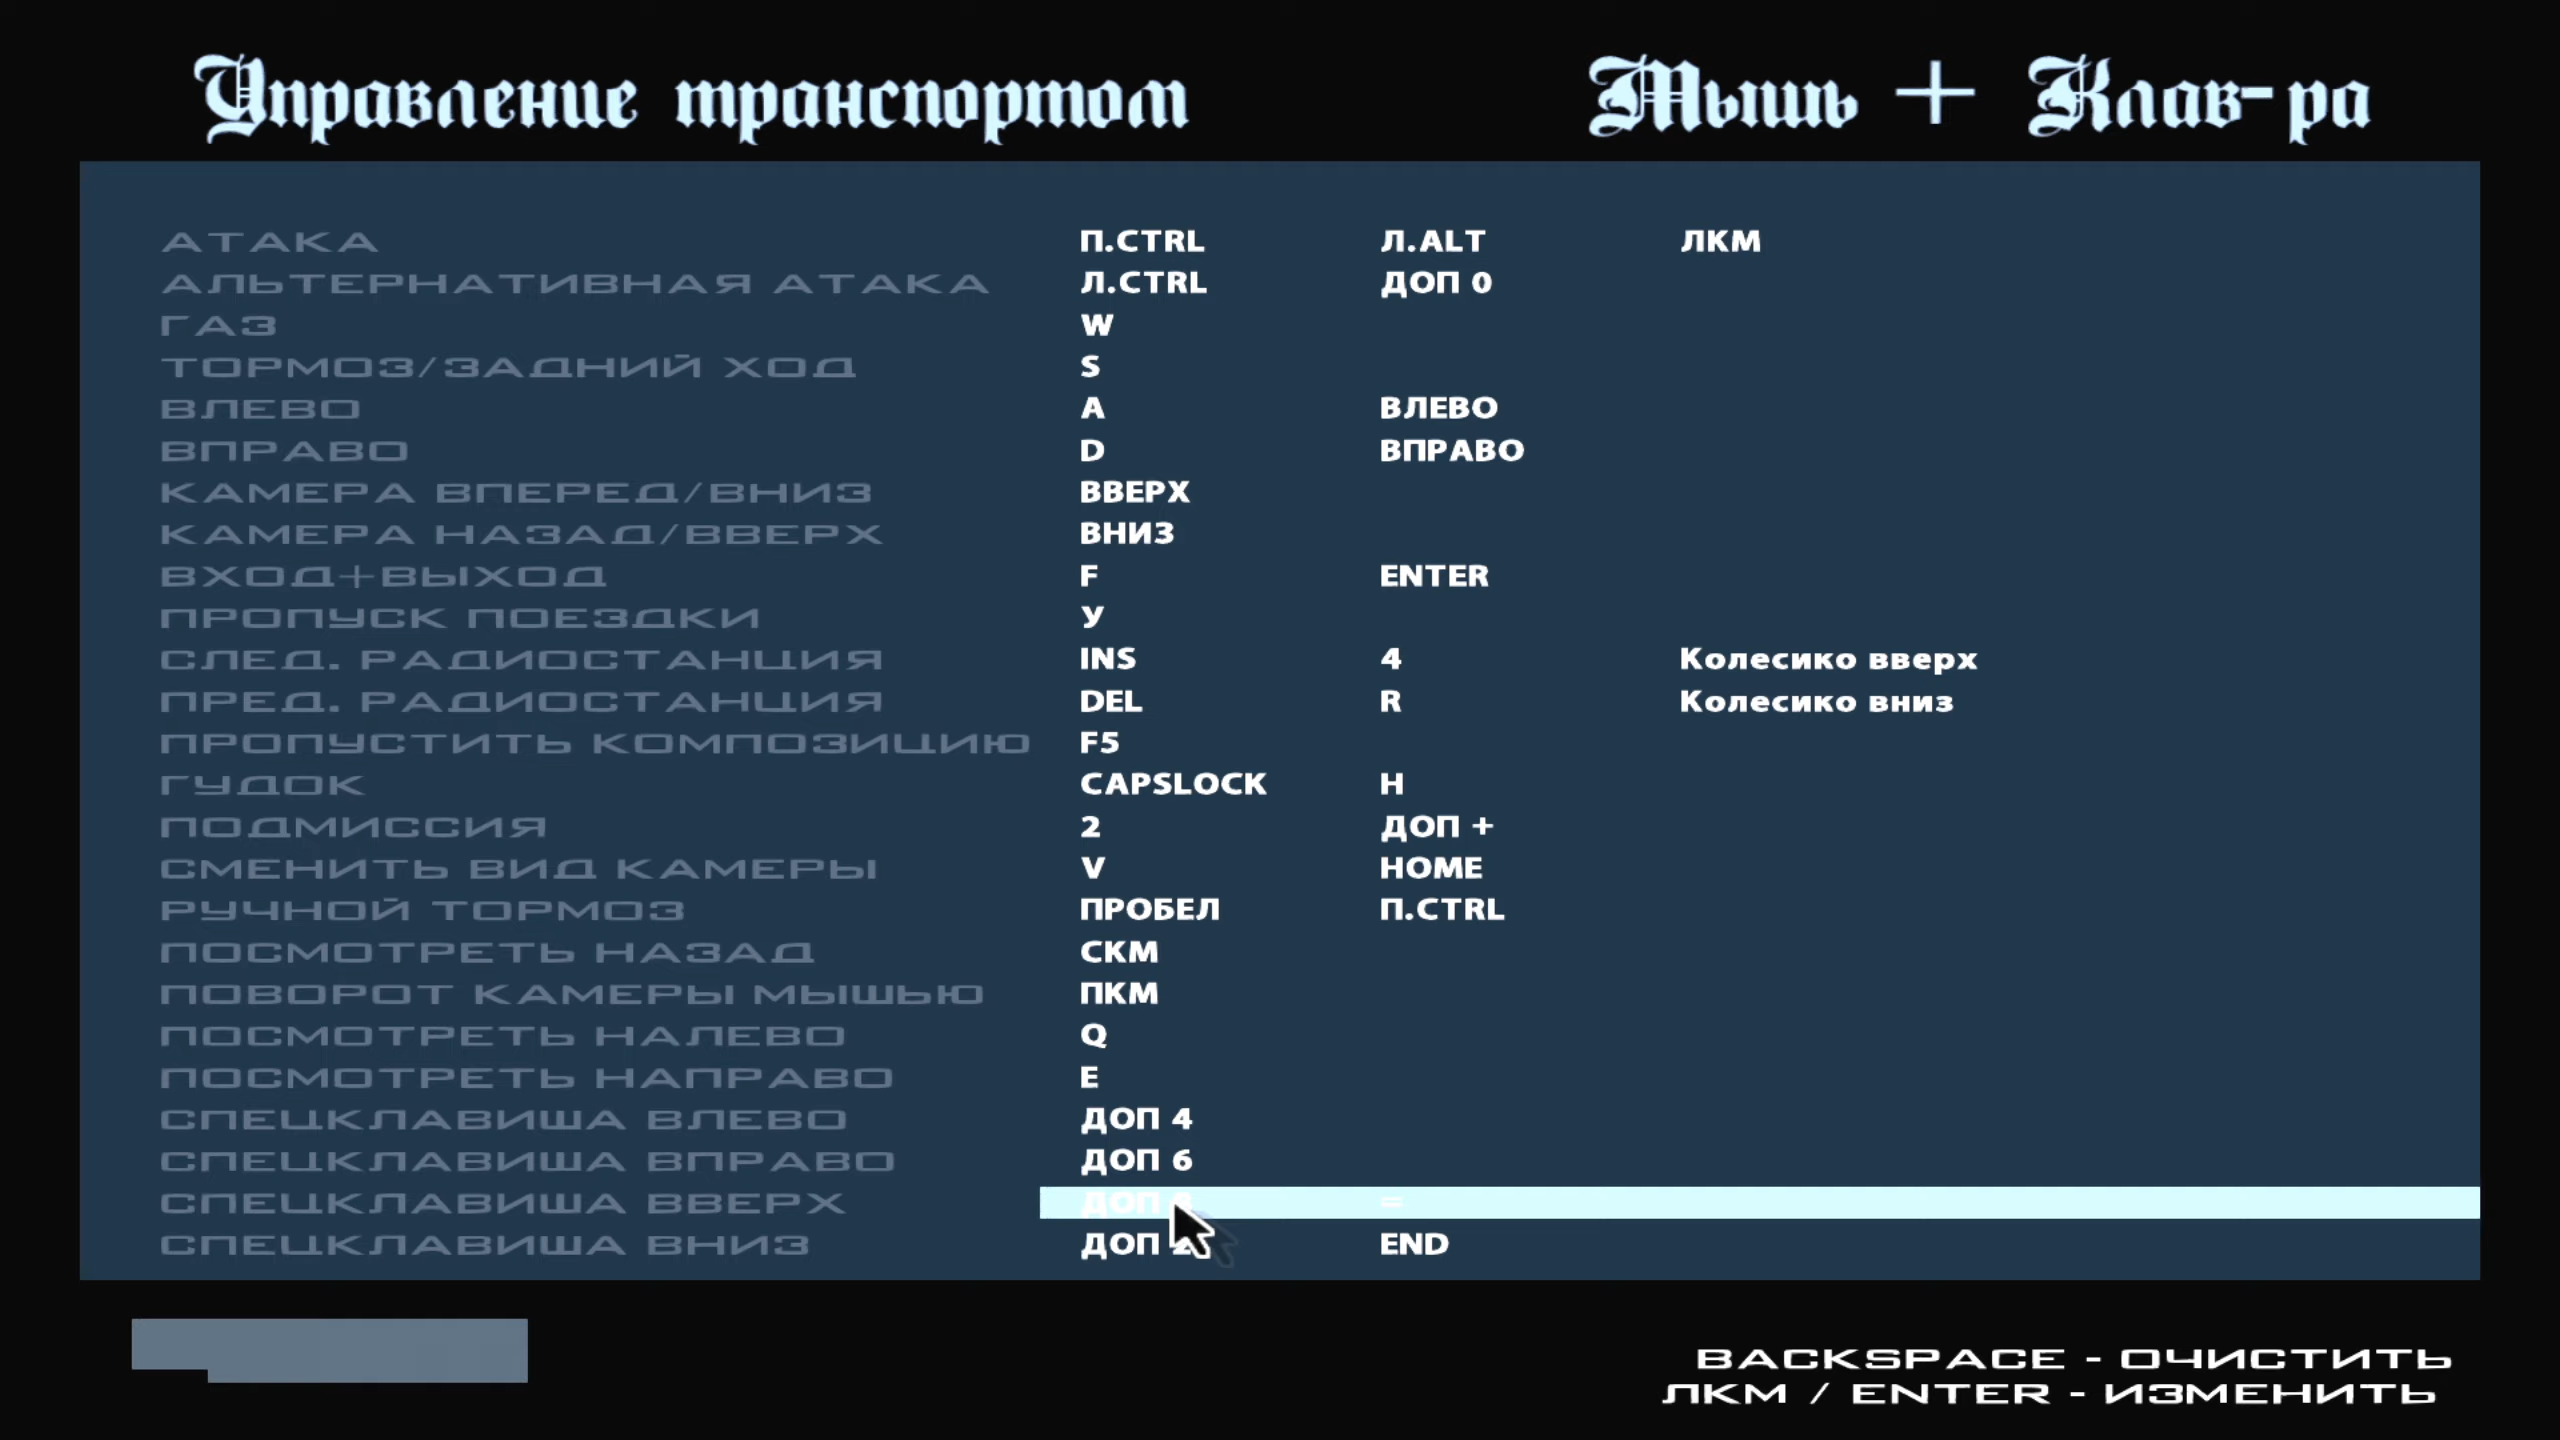 Управление транспортом Мышь + Клав-ра
АТАКА П.CTRL Л.ALT ЛКМ
АЛЬТЕРНАТИВНАЯ АТАКА Л.CTRL ДОП 0
ГАЗ W
ТОРМОЗ/ЗАДНИЙ ХОД S
ВЛЕВО A ВЛЕВО
ВПРАВО D ВПРАВО
КАМЕРА ВПЕРЕД/ВНИЗ ВВЕРХ
КАМЕРА НАЗАД/ВВЕРХ ВНИЗ
ВХОД+ВЫХОД F ENTER
ПРОПУСК ПОЕЗДКИ У
СЛЕД. РАДИОСТАНЦИЯ INS 4 Колесико вверх
ПРЕД. РАДИОСТАНЦИЯ DEL R Колесико вниз
ПРОПУСТИТЬ КОМПОЗИЦИЮ F5
ГУДОК CAPSLOCK H
ПОДМИССИЯ 2 ДОП +
СМЕНИТЬ ВИД КАМЕРЫ V HOME
РУЧНОЙ ТОРМОЗ ПРОБЕЛ П.CTRL
ПОСМОТРЕТЬ НАЗАД СКМ
ПОВОРОТ КАМЕРЫ МЫШЬЮ ПКМ
ПОСМОТРЕТЬ НАЛЕВО Q
ПОСМОТРЕТЬ НАПРАВО E
СПЕЦКЛАВИША ВЛЕВО ДОП 4
СПЕЦКЛАВИША ВПРАВО ДОП 6
СПЕЦКЛАВИША ВВЕРХ ДОП =
СПЕЦКЛАВИША ВНИЗ ДОП END
BACKSPACE - ОЧИСТИТЬ
ЛКМ / ENTER - ИЗМЕНИТЬ